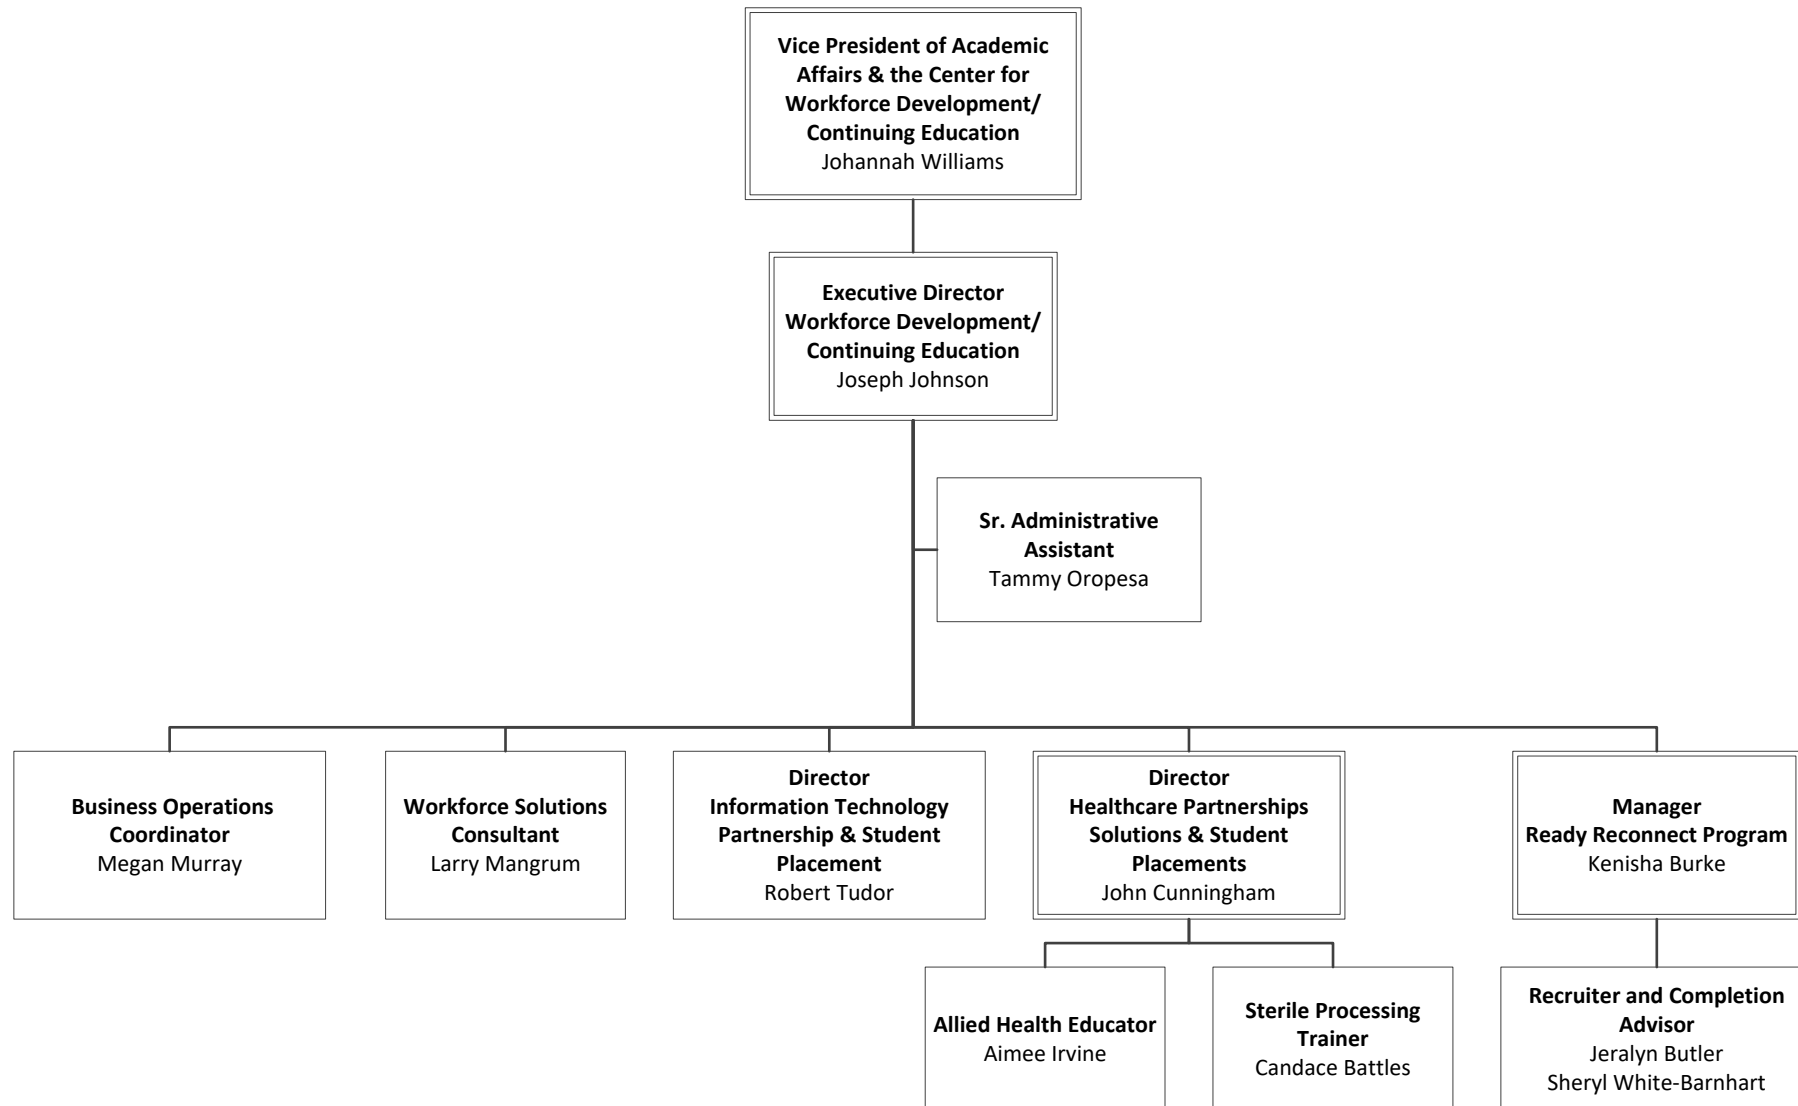 Vice President of Academic
Affairs & the Center for
Workforce Development/
Continuing Education
Johannah Williams
Executive Director
Workforce Development/
Continuing Education
Joseph Johnson
Sr. Administrative
Assistant
Tammy Oropesa
Business Operations
Coordinator
Megan Murray
Workforce Solutions
Consultant
Larry Mangrum
Director
Information Technology
Partnership & Student
Placement
Robert Tudor
Director
Healthcare Partnerships
Solutions & Student
Placements
John Cunningham
Manager
Ready Reconnect Program
Kenisha Burke
Allied Health Educator
Aimee Irvine
Sterile Processing
Trainer
Candace Battles
Recruiter and Completion
Advisor
Jeralyn Butler
Sheryl White-Barnhart